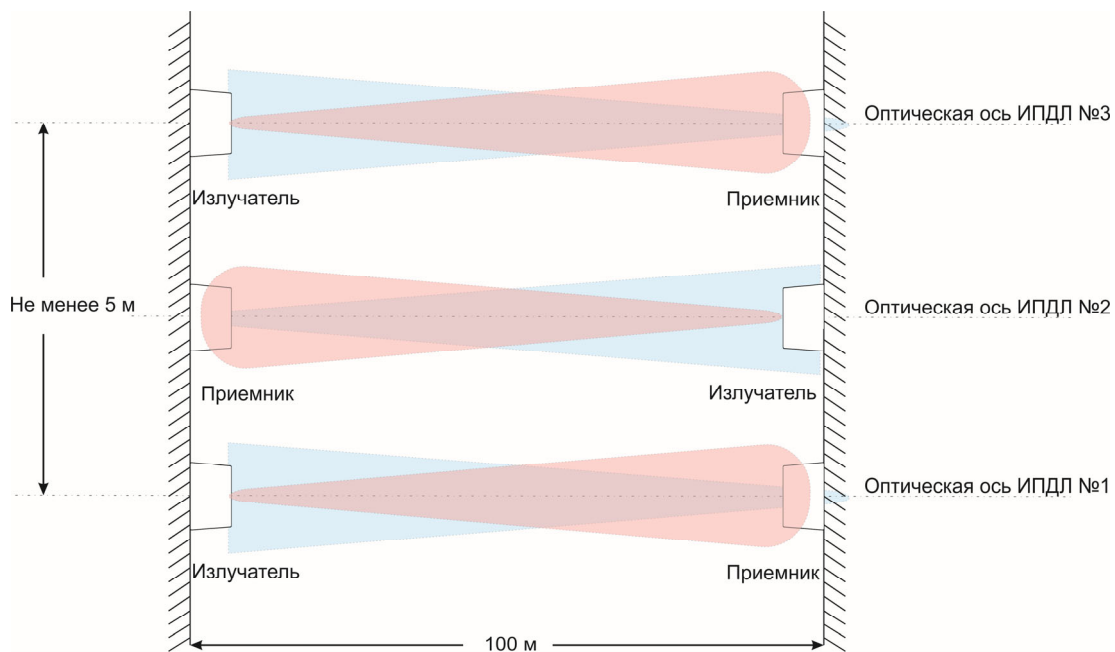 Оптическая ось ИПДЛ №3
Излучатель
Приемник
Не менее 5 м
Оптическая ось ИПДЛ №2
Приемник
Излучатель
Оптическая ось ИПДЛ №1
Излучатель
Приемник
100 м